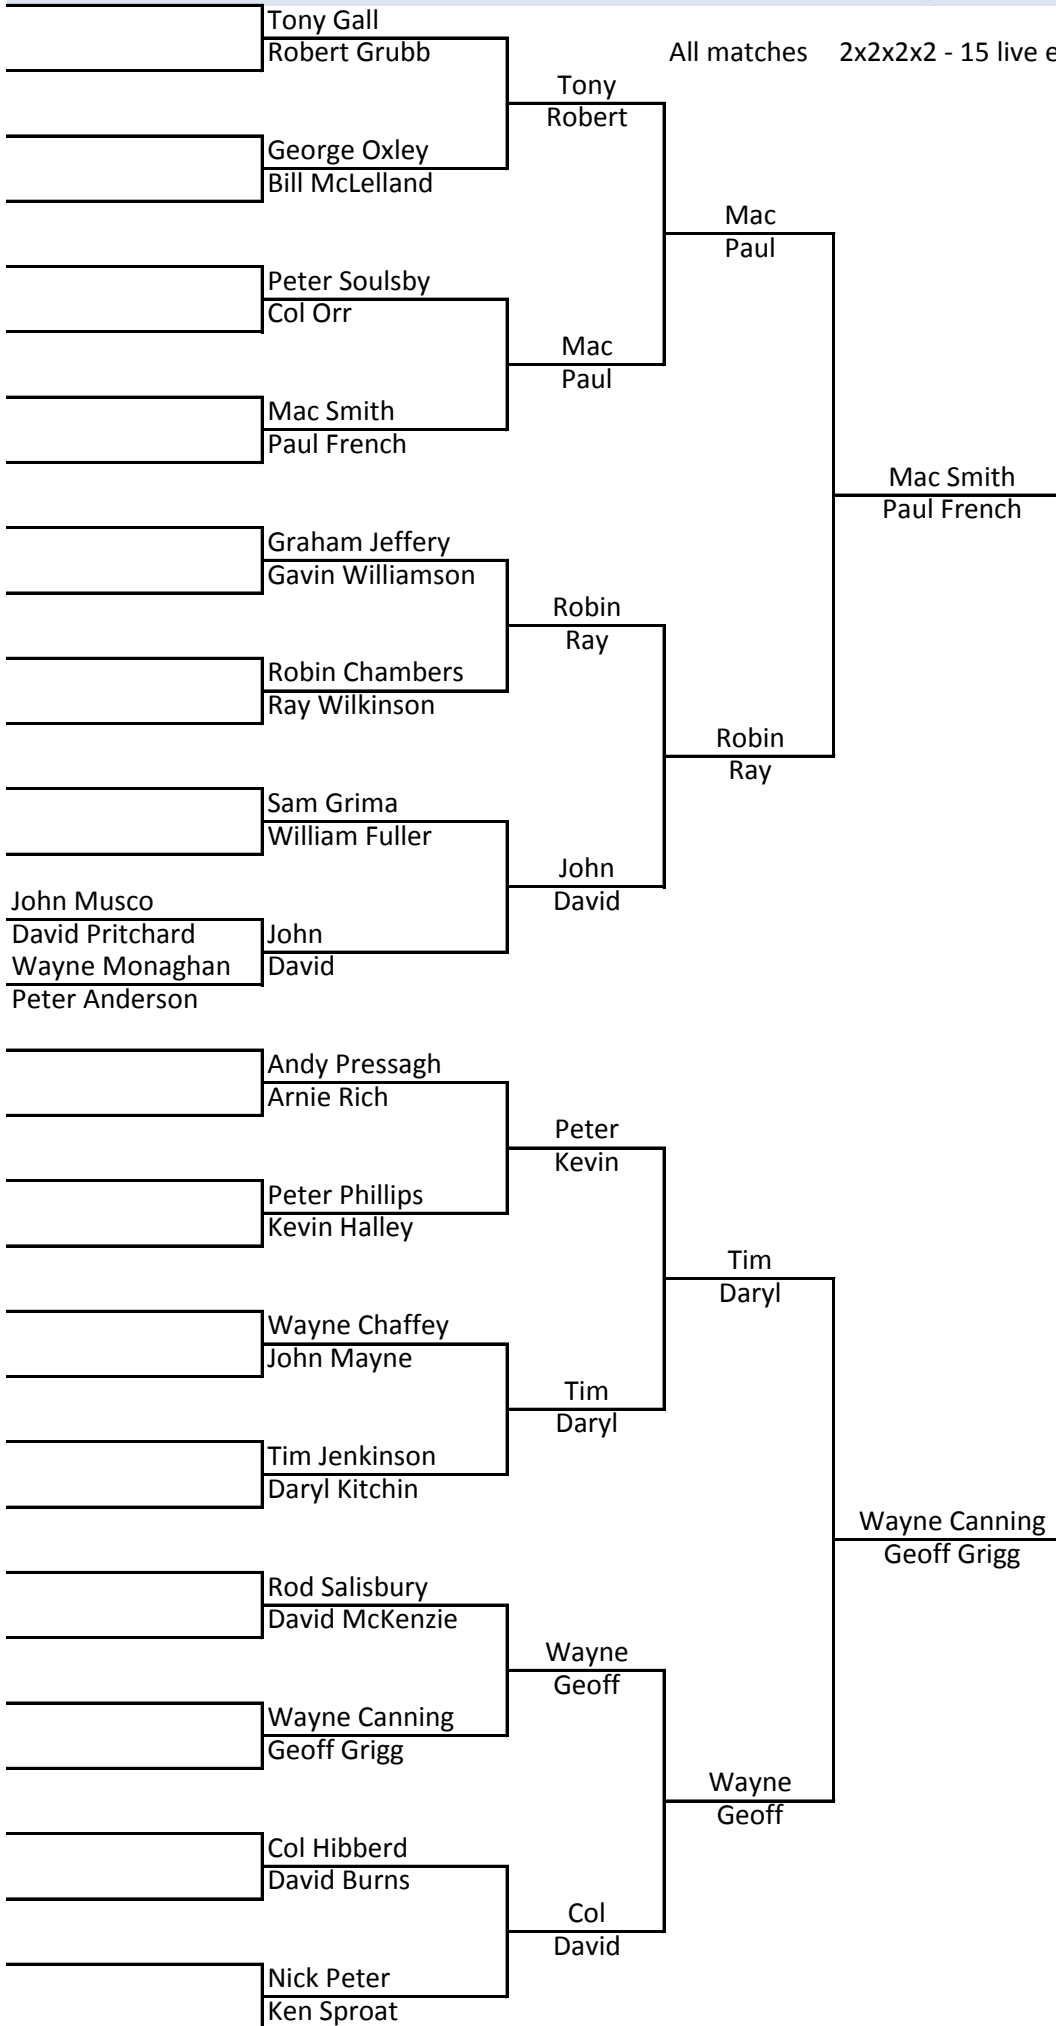 Tony Gall
Robert Grubb
All matches 2x2x2x2 - 15 live e
Tony
Robert
George Oxley
Bill McLelland
Mac
Paul
Peter Soulsby
Col Orr
Mac
Paul
Mac Smith
Paul French
Mac Smith
Paul French
Graham Jeffery
Gavin Williamson
Robin
Ray
Robin Chambers
Ray Wilkinson
Robin
Ray
Sam Grima
William Fuller
John
David
John Musco
David Pritchard
John
Wayne Monaghan
David
Peter Anderson
Andy Pressagh
Arnie Rich
Peter
Kevin
Peter Phillips
Kevin Halley
Tim
Daryl
Wayne Chaffey
John Mayne
Tim
Daryl
Tim Jenkinson
Daryl Kitchin
Wayne Canning
Geoff Grigg
Rod Salisbury
David McKenzie
Wayne
Geoff
Wayne Canning
Geoff Grigg
Wayne
Geoff
Col Hibberd
David Burns
Col
David
Nick Peter
Ken Sproat